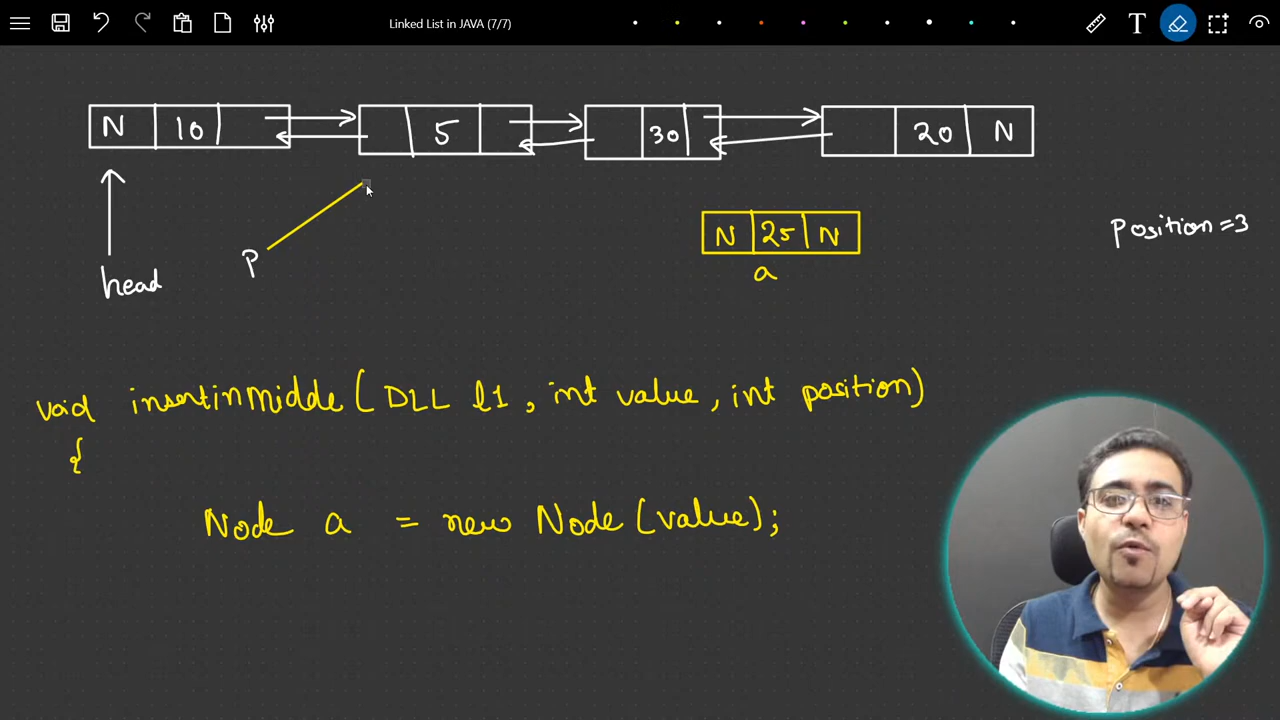 Linked List in JAVA (7/7)
T
N 10 5 30 20 N
N 25 N
a
Position=3
P
head
void insertinmidde(DLL l1, int value, int position)
{
Node a = new Node(value);